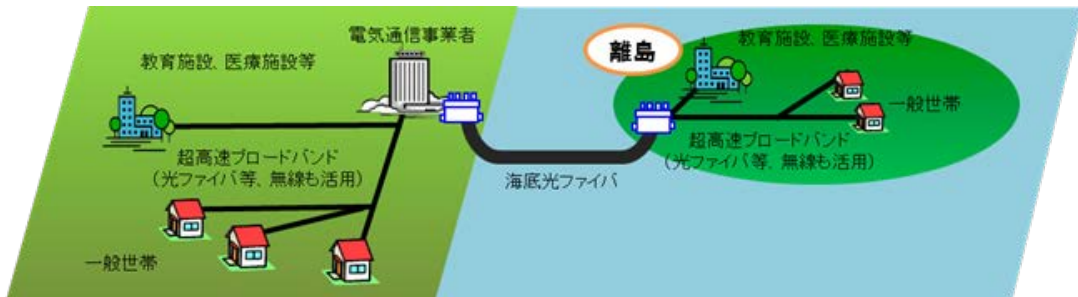 電気通信事業者
教育施設、医療施設等
超高速ブロードバンド
（光ファイバ等、無線も活用）
一般世帯
海底光ファイバ
離島
教育施設、医療施設等
一般世帯
超高速ブロードバンド
（光ファイバ等、無線も活用）